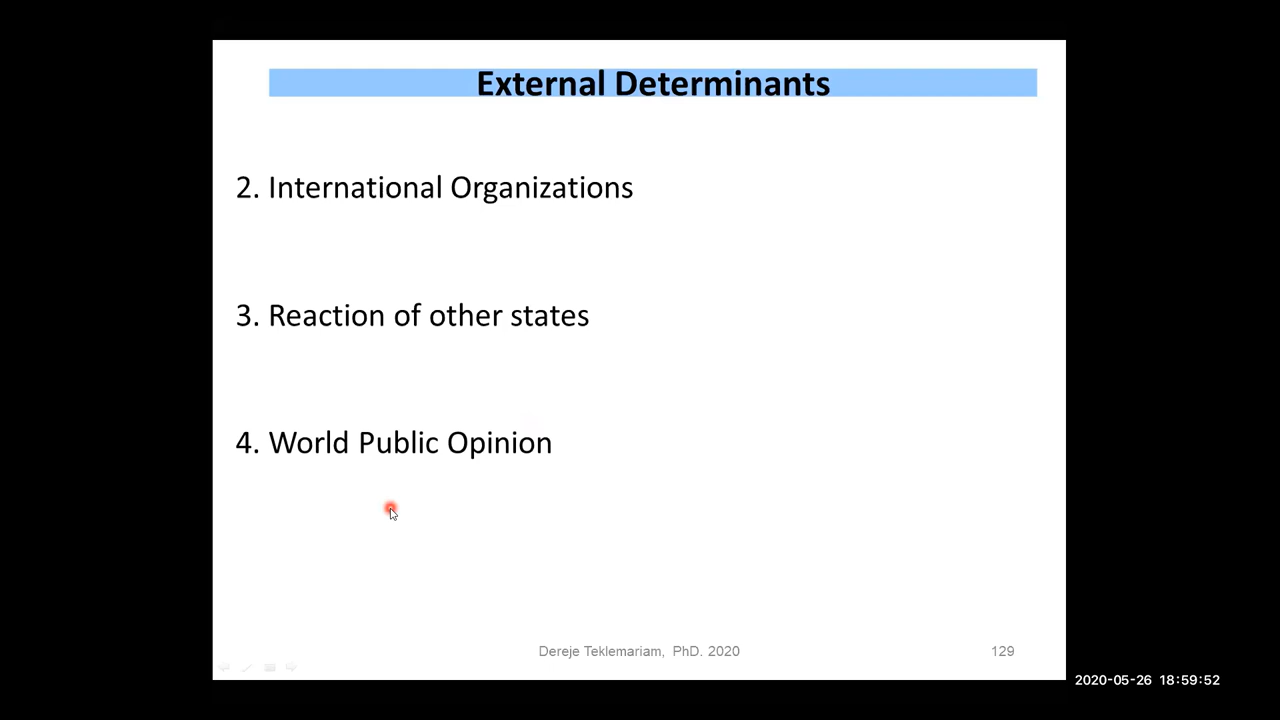 External Determinants
2. International Organizations
3. Reaction of other states
4. World Public Opinion
Dereje Teklemariam, PhD. 2020
129
2020-05-26 18:59:52